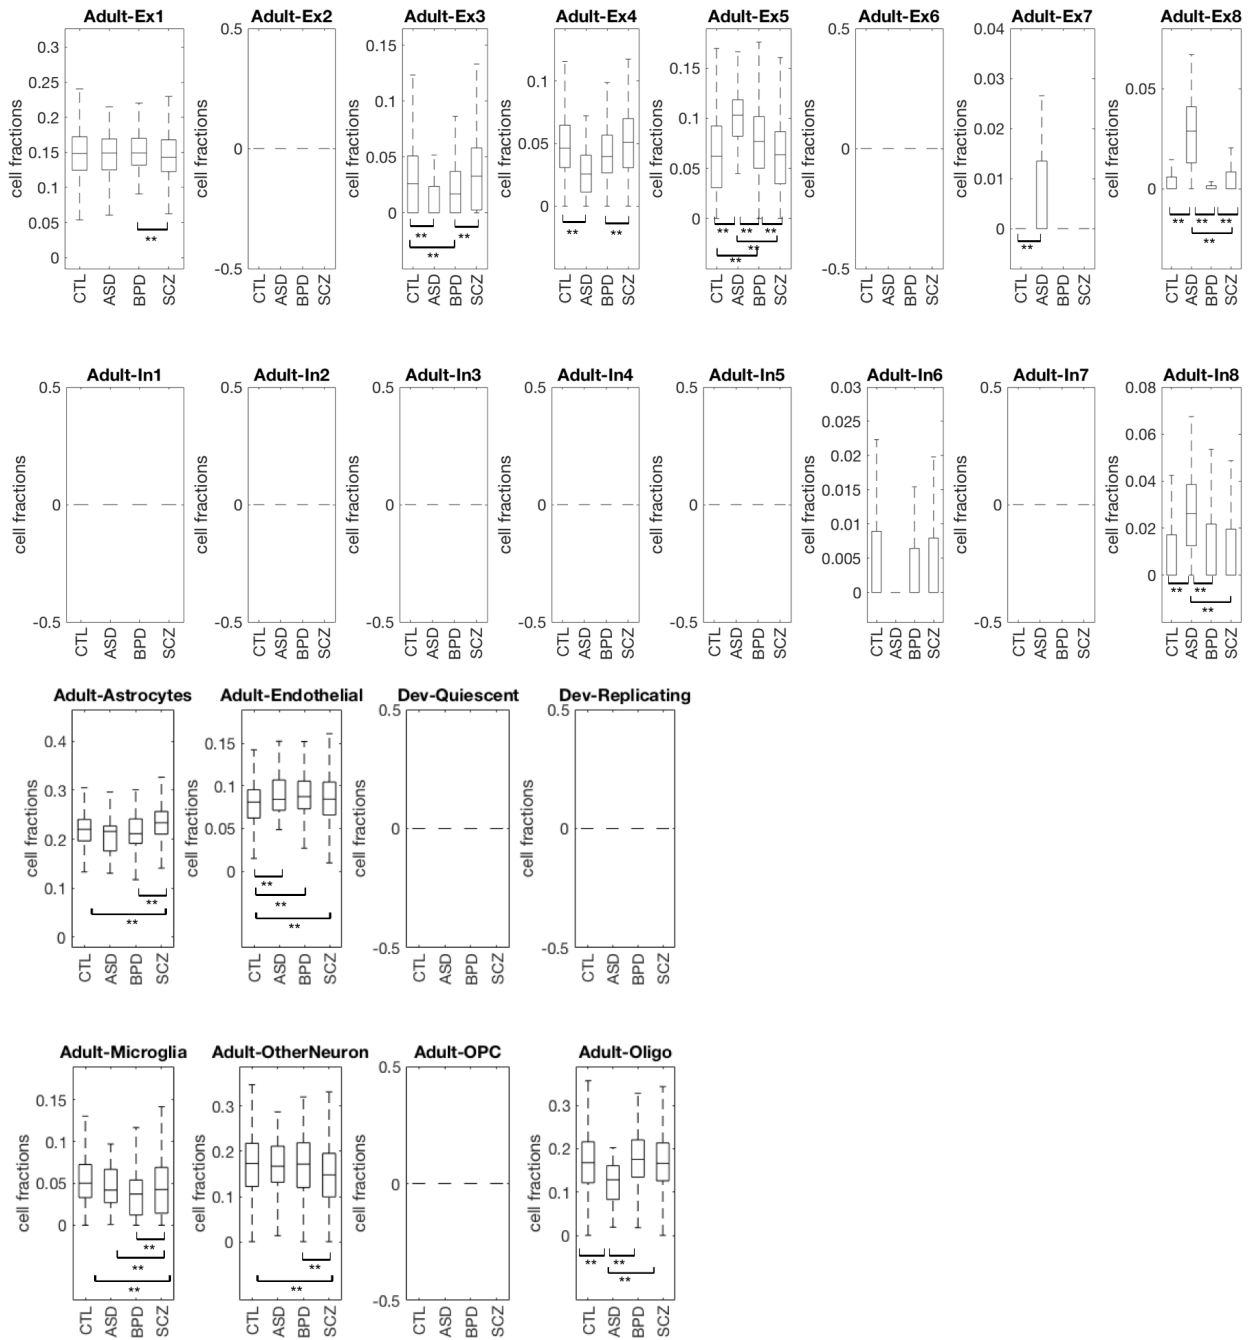 Adult-Ex1 Adult-Ex2 Adult-Ex3 Adult-Ex4 Adult-Ex5 Adult-Ex6 Adult-Ex7 Adult-Ex8
cell fractions 0.3 0.25 0.2 0.15 0.1 0.05 0 **
cell fractions 0.5 0 -0.5
cell fractions 0.15 0.1 0.05 0 ** **
cell fractions 0.1 0.05 0 ** **
cell fractions 0.15 0.1 0.05 0 ** ** ** ** **
cell fractions 0.5 0 -0.5
cell fractions 0.04 0.03 0.02 0.01 0 **
cell fractions 0.05 0 ** ** ** **
CTL ASD BPD SCZ CTL ASD BPD SCZ CTL ASD BPD SCZ CTL ASD BPD SCZ CTL ASD BPD SCZ CTL ASD BPD SCZ CTL ASD BPD SCZ CTL ASD BPD SCZ
Adult-In1 Adult-In2 Adult-In3 Adult-In4 Adult-In5 Adult-In6 Adult-In7 Adult-In8
cell fractions 0.5 0 -0.5
cell fractions 0.5 0 -0.5
cell fractions 0.5 0 -0.5
cell fractions 0.5 0 -0.5
cell fractions 0.5 0 -0.5
cell fractions 0.03 0.025 0.02 0.015 0.01 0.005 0
cell fractions 0.5 0 -0.5
cell fractions 0.08 0.06 0.04 0.02 0 ** ** **
CTL ASD BPD SCZ CTL ASD BPD SCZ CTL ASD BPD SCZ CTL ASD BPD SCZ CTL ASD BPD SCZ CTL ASD BPD SCZ CTL ASD BPD SCZ CTL ASD BPD SCZ
Adult-Astrocytes Adult-Endothelial Dev-Quiescent Dev-Replicating
cell fractions 0.4 0.3 0.2 0.1 0 ** **
cell fractions 0.15 0.1 0.05 0 ** ** **
cell fractions 0.5 0 -0.5
cell fractions 0.5 0 -0.5
CTL ASD BPD SCZ CTL ASD BPD SCZ CTL ASD BPD SCZ CTL ASD BPD SCZ
Adult-Microglia Adult-OtherNeuron Adult-OPC Adult-Oligo
cell fractions 0.15 0.1 0.05 0 ** ** **
cell fractions 0.3 0.2 0.1 0 ** **
cell fractions 0.5 0 -0.5
cell fractions 0.3 0.2 0.1 0 ** ** **
CTL ASD BPD SCZ CTL ASD BPD SCZ CTL ASD BPD SCZ CTL ASD BPD SCZ